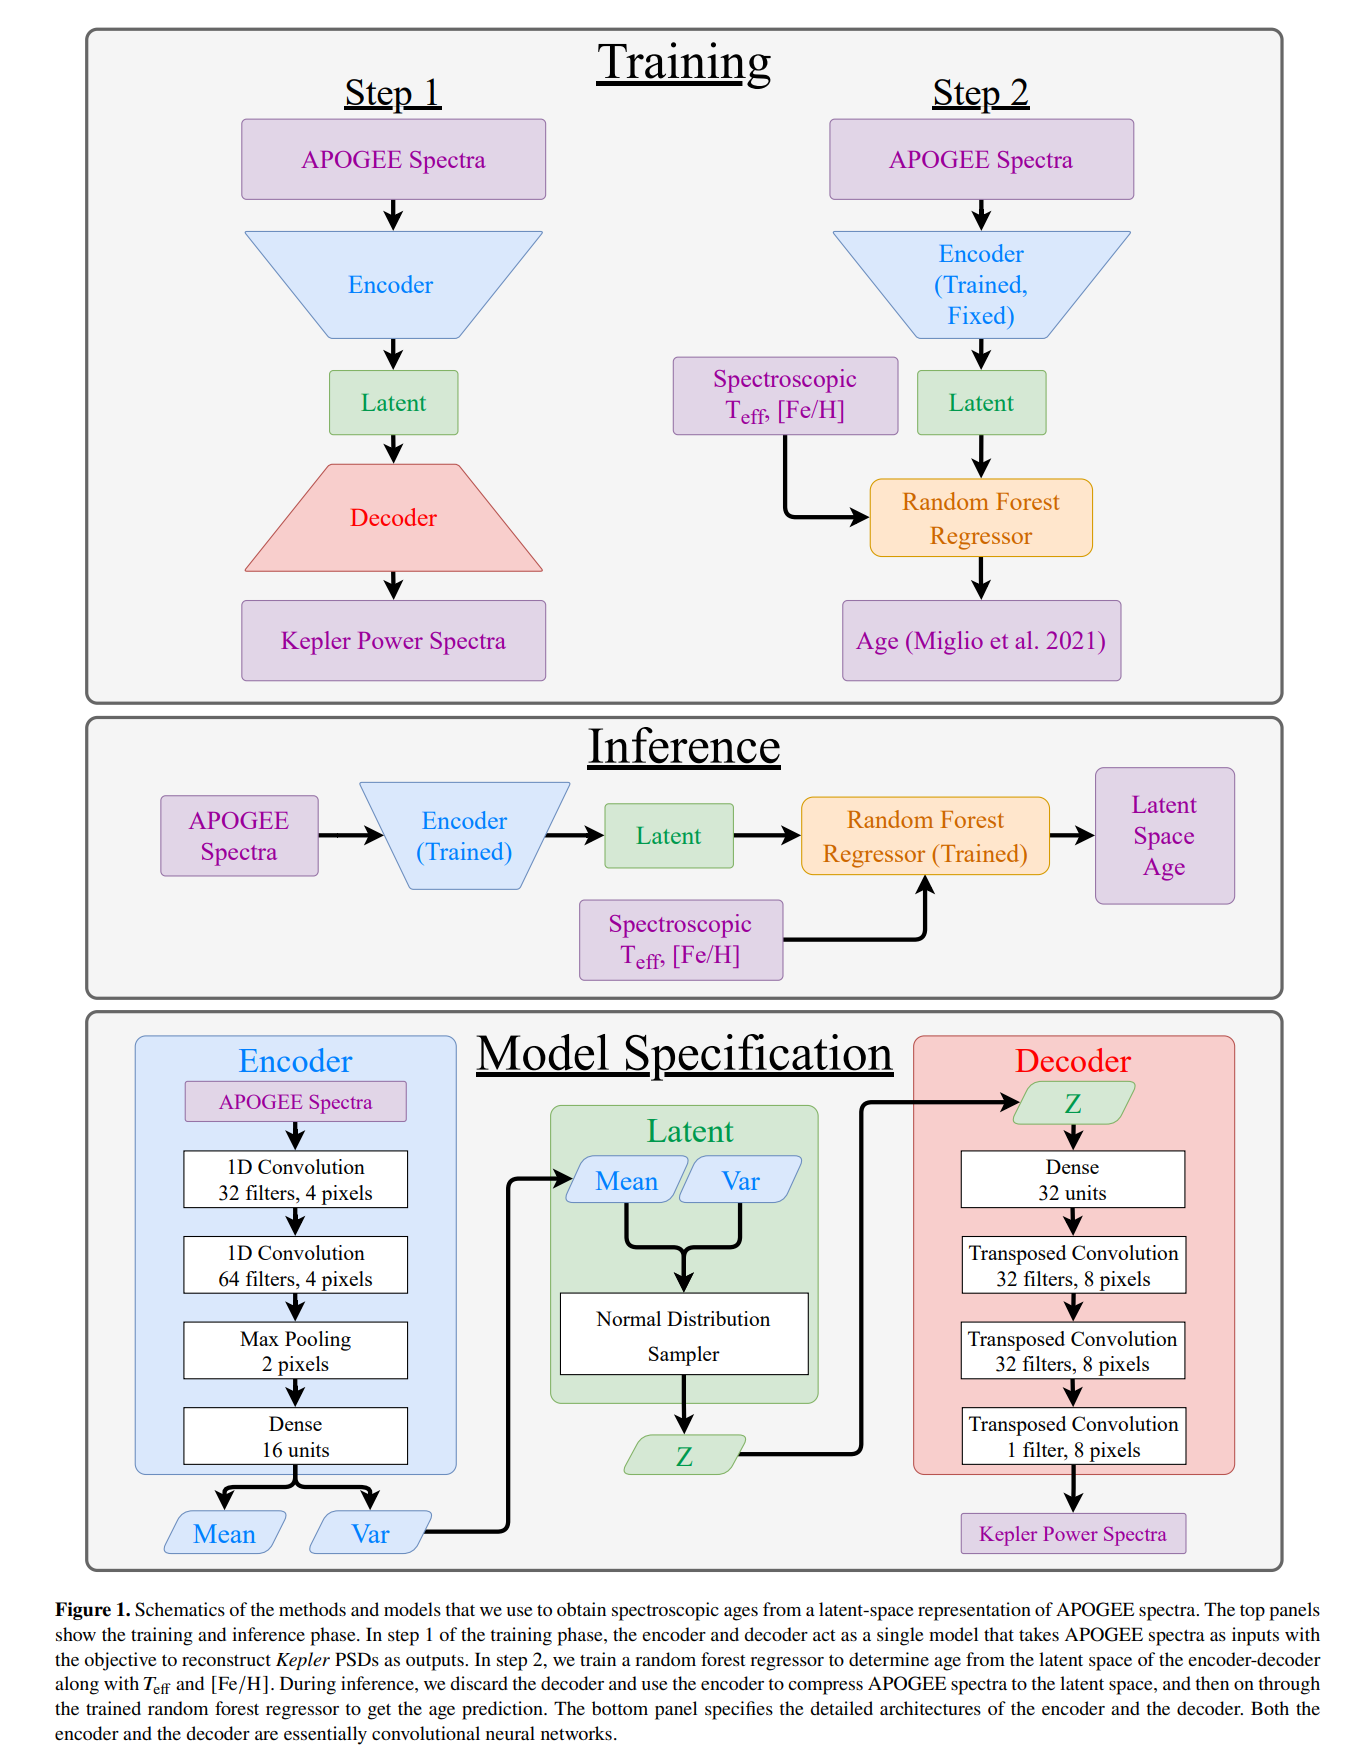 Training
Step 1
APOGEE Spectra
Encoder
Latent
Decoder
Kepler Power Spectra
Step 2
APOGEE Spectra
Encoder
(Trained,
Fixed)
Spectroscopic
Teff, [Fe/H]
Latent
Random Forest
Regressor
Age (Miglio et al. 2021)
Inference
APOGEE
Spectra
Encoder
(Trained)
Latent
Random Forest
Regressor (Trained)
Latent
Space
Age
Spectroscopic
Teff, [Fe/H]
Model Specification
Encoder
APOGEE Spectra
1D Convolution
32 filters, 4 pixels
1D Convolution
64 filters, 4 pixels
Max Pooling
2 pixels
Dense
16 units
Mean
Var
Latent
Mean
Var
Normal Distribution
Sampler
Z
Decoder
Z
Dense
32 units
Transposed Convolution
32 filters, 8 pixels
Transposed Convolution
32 filters, 8 pixels
Transposed Convolution
1 filter, 8 pixels
Kepler Power Spectra
Figure 1. Schematics of the methods and models that we use to obtain spectroscopic ages from a latent-space representation of APOGEE spectra. The top panels
show the training and inference phase. In step 1 of the training phase, the encoder and decoder act as a single model that takes APOGEE spectra as inputs with
the objective to reconstruct Kepler PSDs as outputs. In step 2, we train a random forest regressor to determine age from the latent space of the encoder-decoder
along with Teff and [Fe/H]. During inference, we discard the decoder and use the encoder to compress APOGEE spectra to the latent space, and then on through
the trained random forest regressor to get the age prediction. The bottom panel specifies the detailed architectures of the encoder and the decoder. Both the
encoder and the decoder are essentially convolutional neural networks.